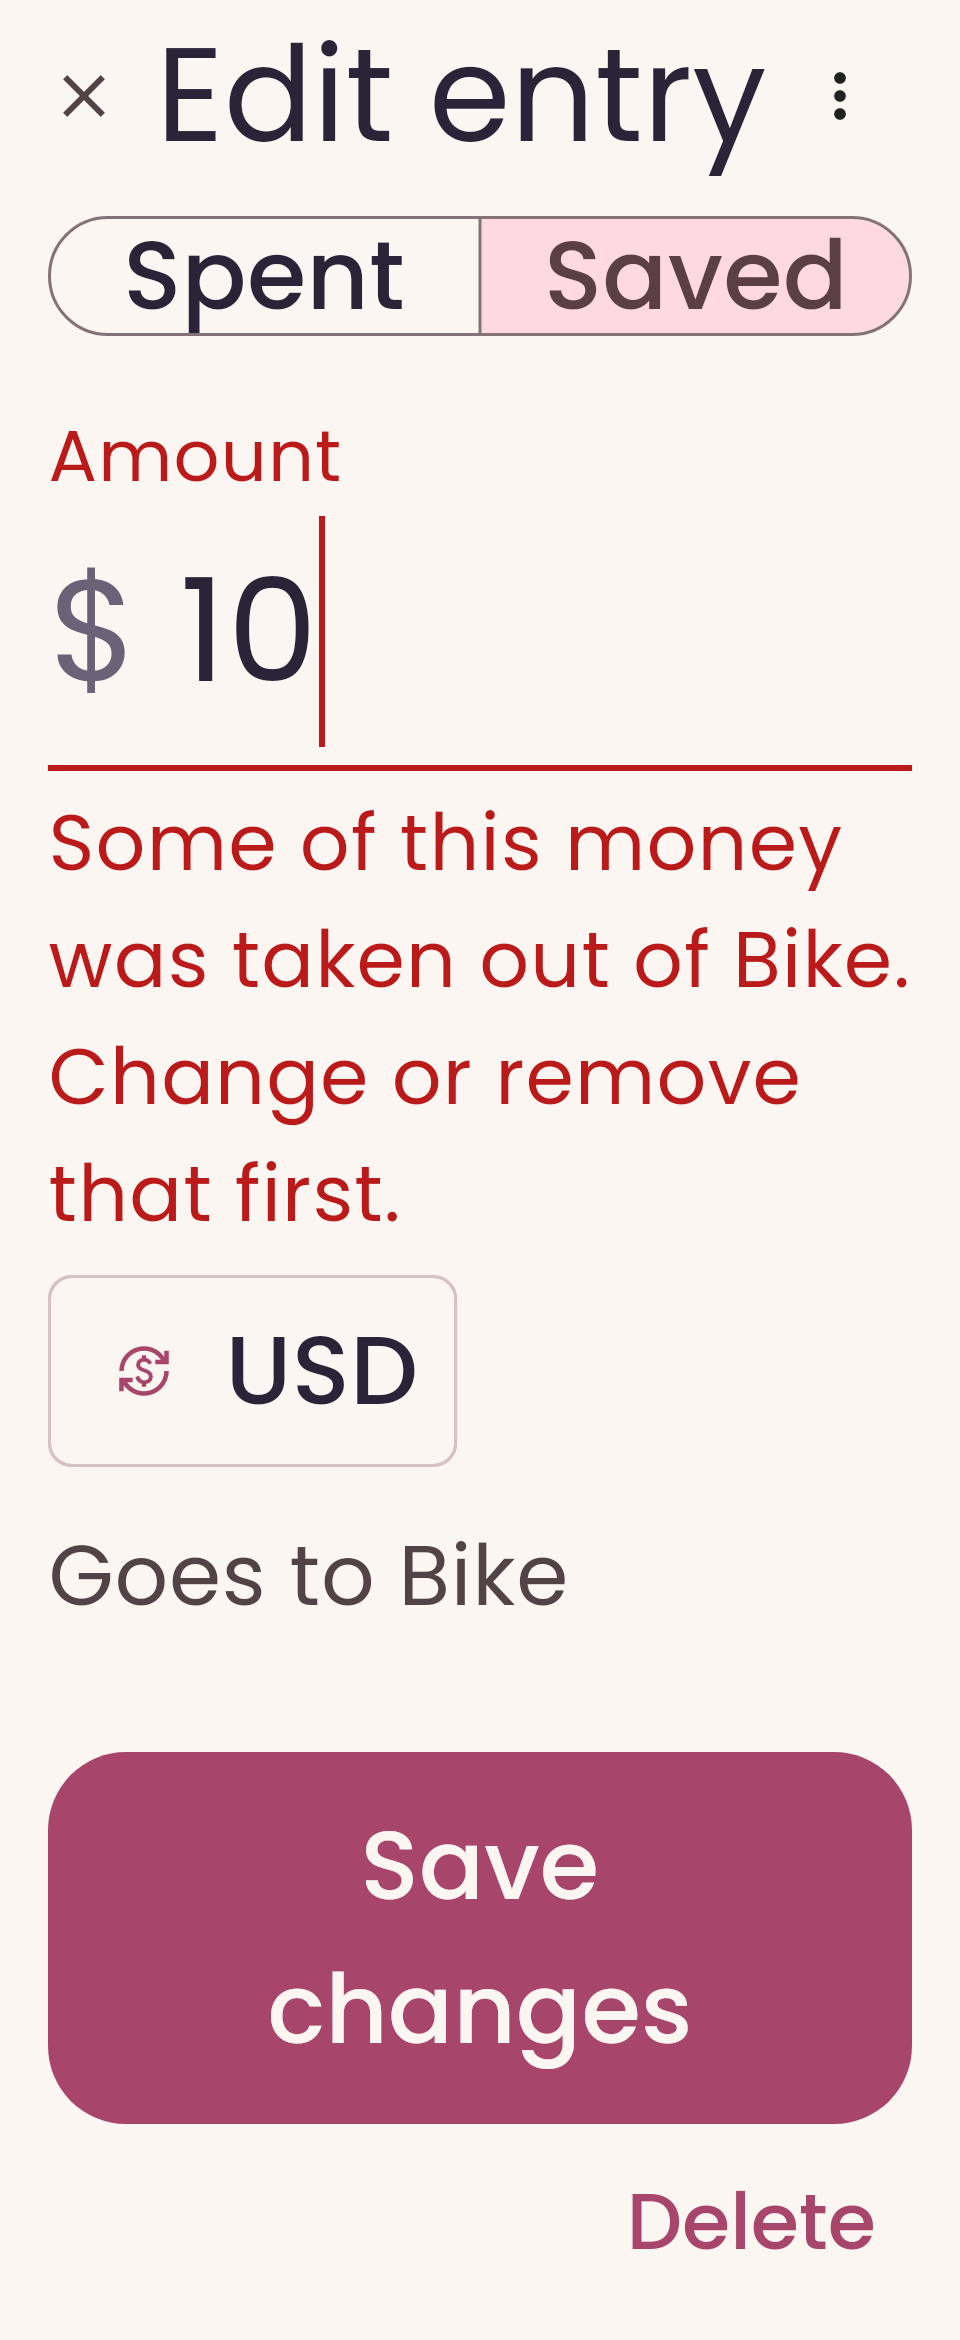 Edit entry
Spent
Saved
Amount
$ 10
Some of this money
was taken out of Bike.
Change or remove
that first.
USD
Goes to Bike
Save
changes
Delete